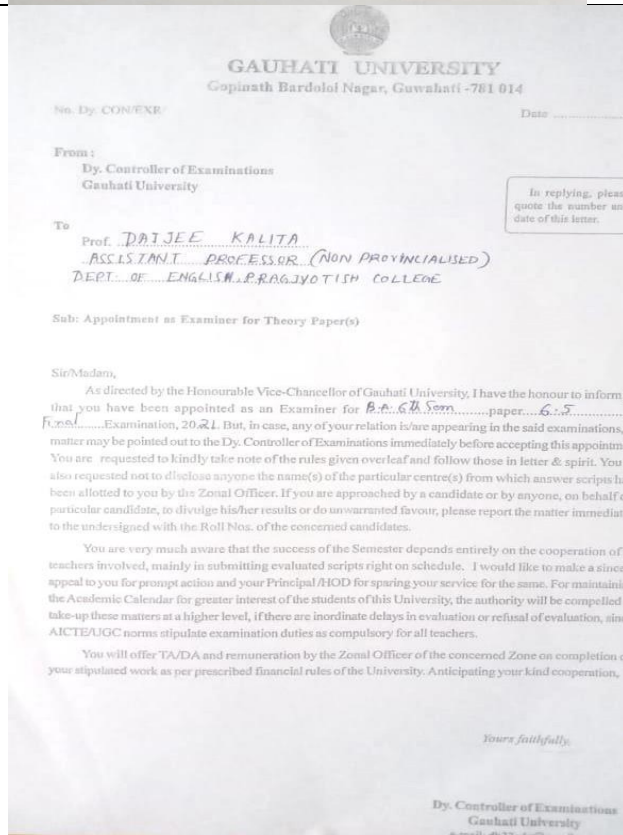 GAUHATI UNIVERSITY
Gopinath Bardoloi Nagar, Guwahati -781 014
No. Dy. CON/EXR/
Date ..............
From :
Dy. Controller of Examinations
Gauhati University
In replying, pleas
quote the number an
date of this letter.
To
Prof. DATJEE KALITA
ASSISTANT PROFESSOR (NON PROVINCIALISED)
DEPT. OF ENGLISH, PRAGJYOTISH COLLEGE
Sub: Appointment as Examiner for Theory Paper(s)
Sir/Madam,
As directed by the Honourable Vice-Chancellor of Gauhati University, I have the honour to inform
that you have been appointed as an Examiner for B.A. 6th Sem ........paper....6.5............
Final......Examination, 2021. But, in case, any of your relation is/are appearing in the said examinations,
matter may be pointed out to the Dy. Controller of Examinations immediately before accepting this appointm
You are requested to kindly take note of the rules given overleaf and follow those in letter & spirit. You
also requested not to disclose anyone the name(s) of the particular centre(s) from which answer scripts h
been allotted to you by the Zonal Officer. If you are approached by a candidate or by anyone, on behalf o
particular candidate, to divulge his/her results or do unwarranted favour, please report the matter immediat
to the undersigned with the Roll Nos. of the concerned candidates.
You are very much aware that the success of the Semester depends entirely on the cooperation of
teachers involved, mainly in submitting evaluated scripts right on schedule. I would like to make a since
appeal to you for prompt action and your Principal /HOD for sparing your service for the same. For maintaini
the Academic Calendar for greater interest of the students of this University, the authority will be compelled
take-up these matters at a higher level, if there are inordinate delays in evaluation or refusal of evaluation, sin
AICTE/UGC norms stipulate examination duties as compulsory for all teachers.
You will offer TA/DA and remuneration by the Zonal Officer of the concerned Zone on completion o
your stipulated work as per prescribed financial rules of the University. Anticipating your kind cooperation,
Yours faithfully,
Dy. Controller of Examinations
Gauhati University